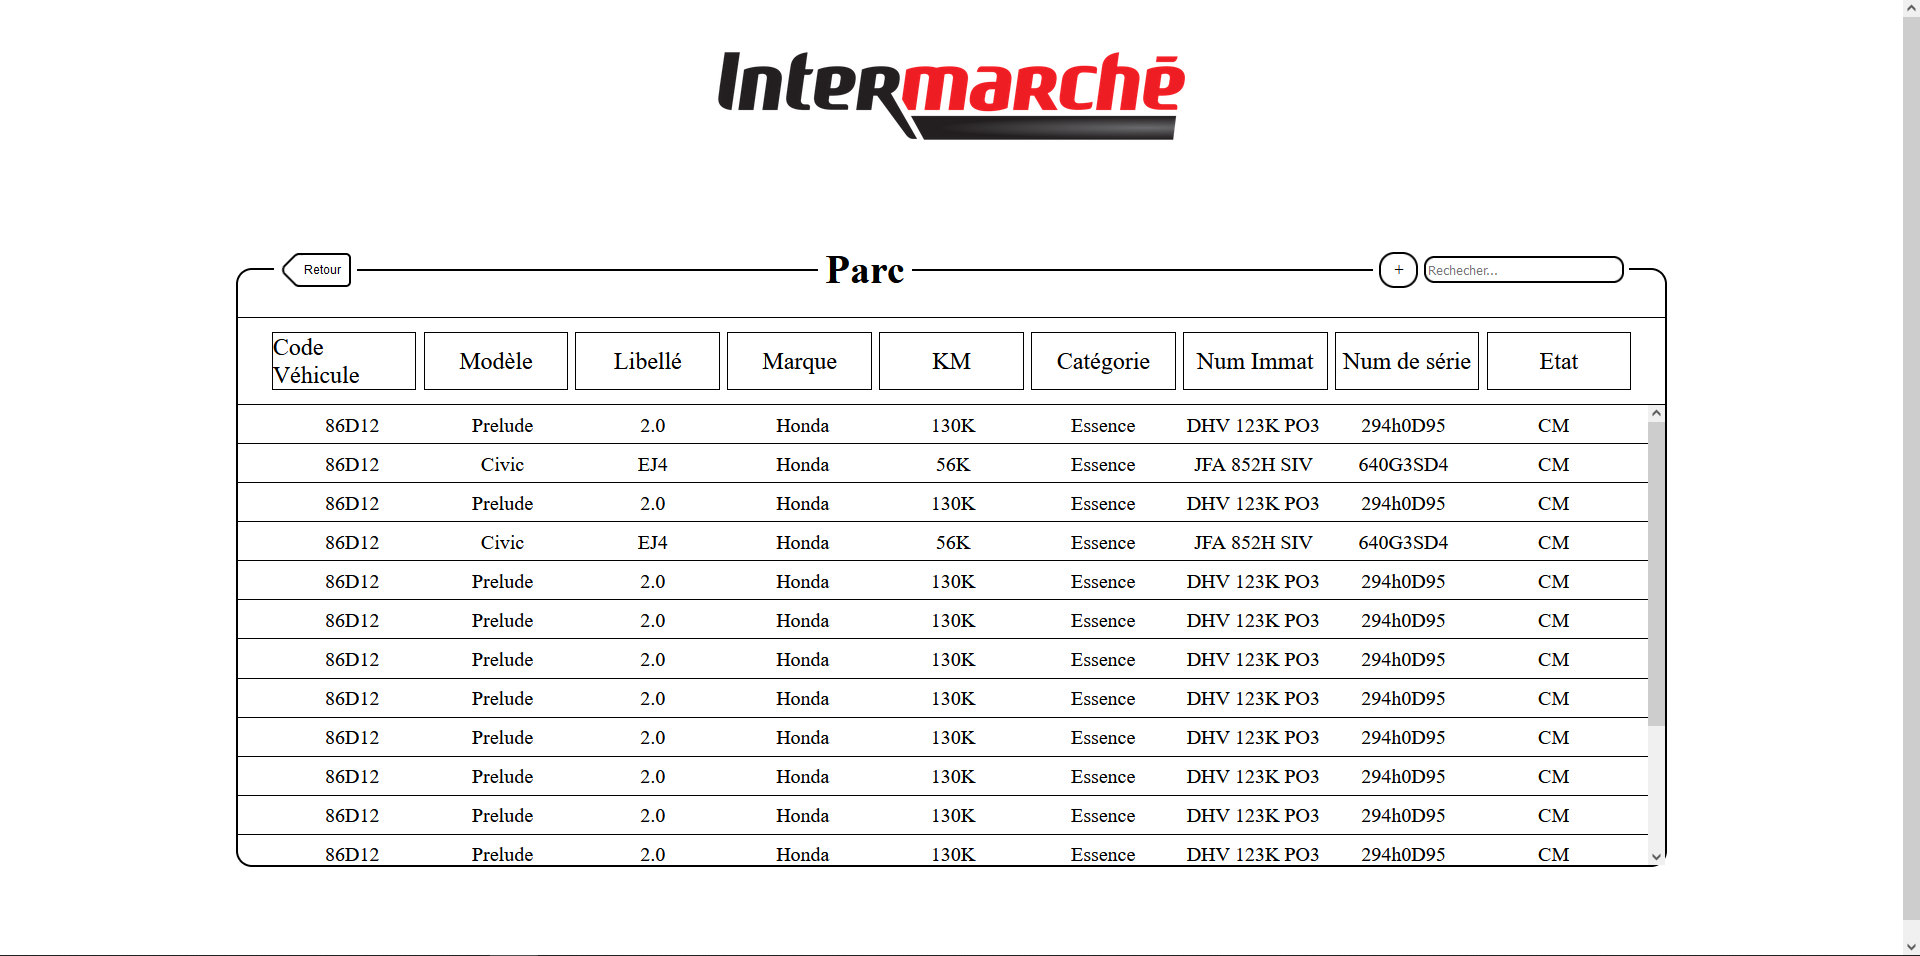 Intermarchē
Retour
Parc
+
Rechecher...
Code Véhicule Modèle Libellé Marque KM Catégorie Num Immat Num de série Etat
86D12 Prelude 2.0 Honda 130K Essence DHV 123K PO3 294h0D95 CM
86D12 Civic EJ4 Honda 56K Essence JFA 852H SIV 640G3SD4 CM
86D12 Prelude 2.0 Honda 130K Essence DHV 123K PO3 294h0D95 CM
86D12 Civic EJ4 Honda 56K Essence JFA 852H SIV 640G3SD4 CM
86D12 Prelude 2.0 Honda 130K Essence DHV 123K PO3 294h0D95 CM
86D12 Prelude 2.0 Honda 130K Essence DHV 123K PO3 294h0D95 CM
86D12 Prelude 2.0 Honda 130K Essence DHV 123K PO3 294h0D95 CM
86D12 Prelude 2.0 Honda 130K Essence DHV 123K PO3 294h0D95 CM
86D12 Prelude 2.0 Honda 130K Essence DHV 123K PO3 294h0D95 CM
86D12 Prelude 2.0 Honda 130K Essence DHV 123K PO3 294h0D95 CM
86D12 Prelude 2.0 Honda 130K Essence DHV 123K PO3 294h0D95 CM
86D12 Prelude 2.0 Honda 130K Essence DHV 123K PO3 294h0D95 CM